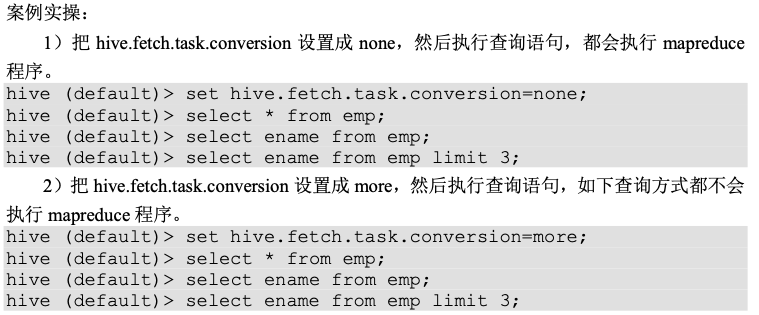 案例实操：
1）把 hive.fetch.task.conversion 设置成 none，然后执行查询语句，都会执行 mapreduce
程序。
hive (default)> set hive.fetch.task.conversion=none;
hive (default)> select * from emp;
hive (default)> select ename from emp;
hive (default)> select ename from emp limit 3;
2）把 hive.fetch.task.conversion 设置成 more，然后执行查询语句，如下查询方式都不会
执行 mapreduce 程序。
hive (default)> set hive.fetch.task.conversion=more;
hive (default)> select * from emp;
hive (default)> select ename from emp;
hive (default)> select ename from emp limit 3;